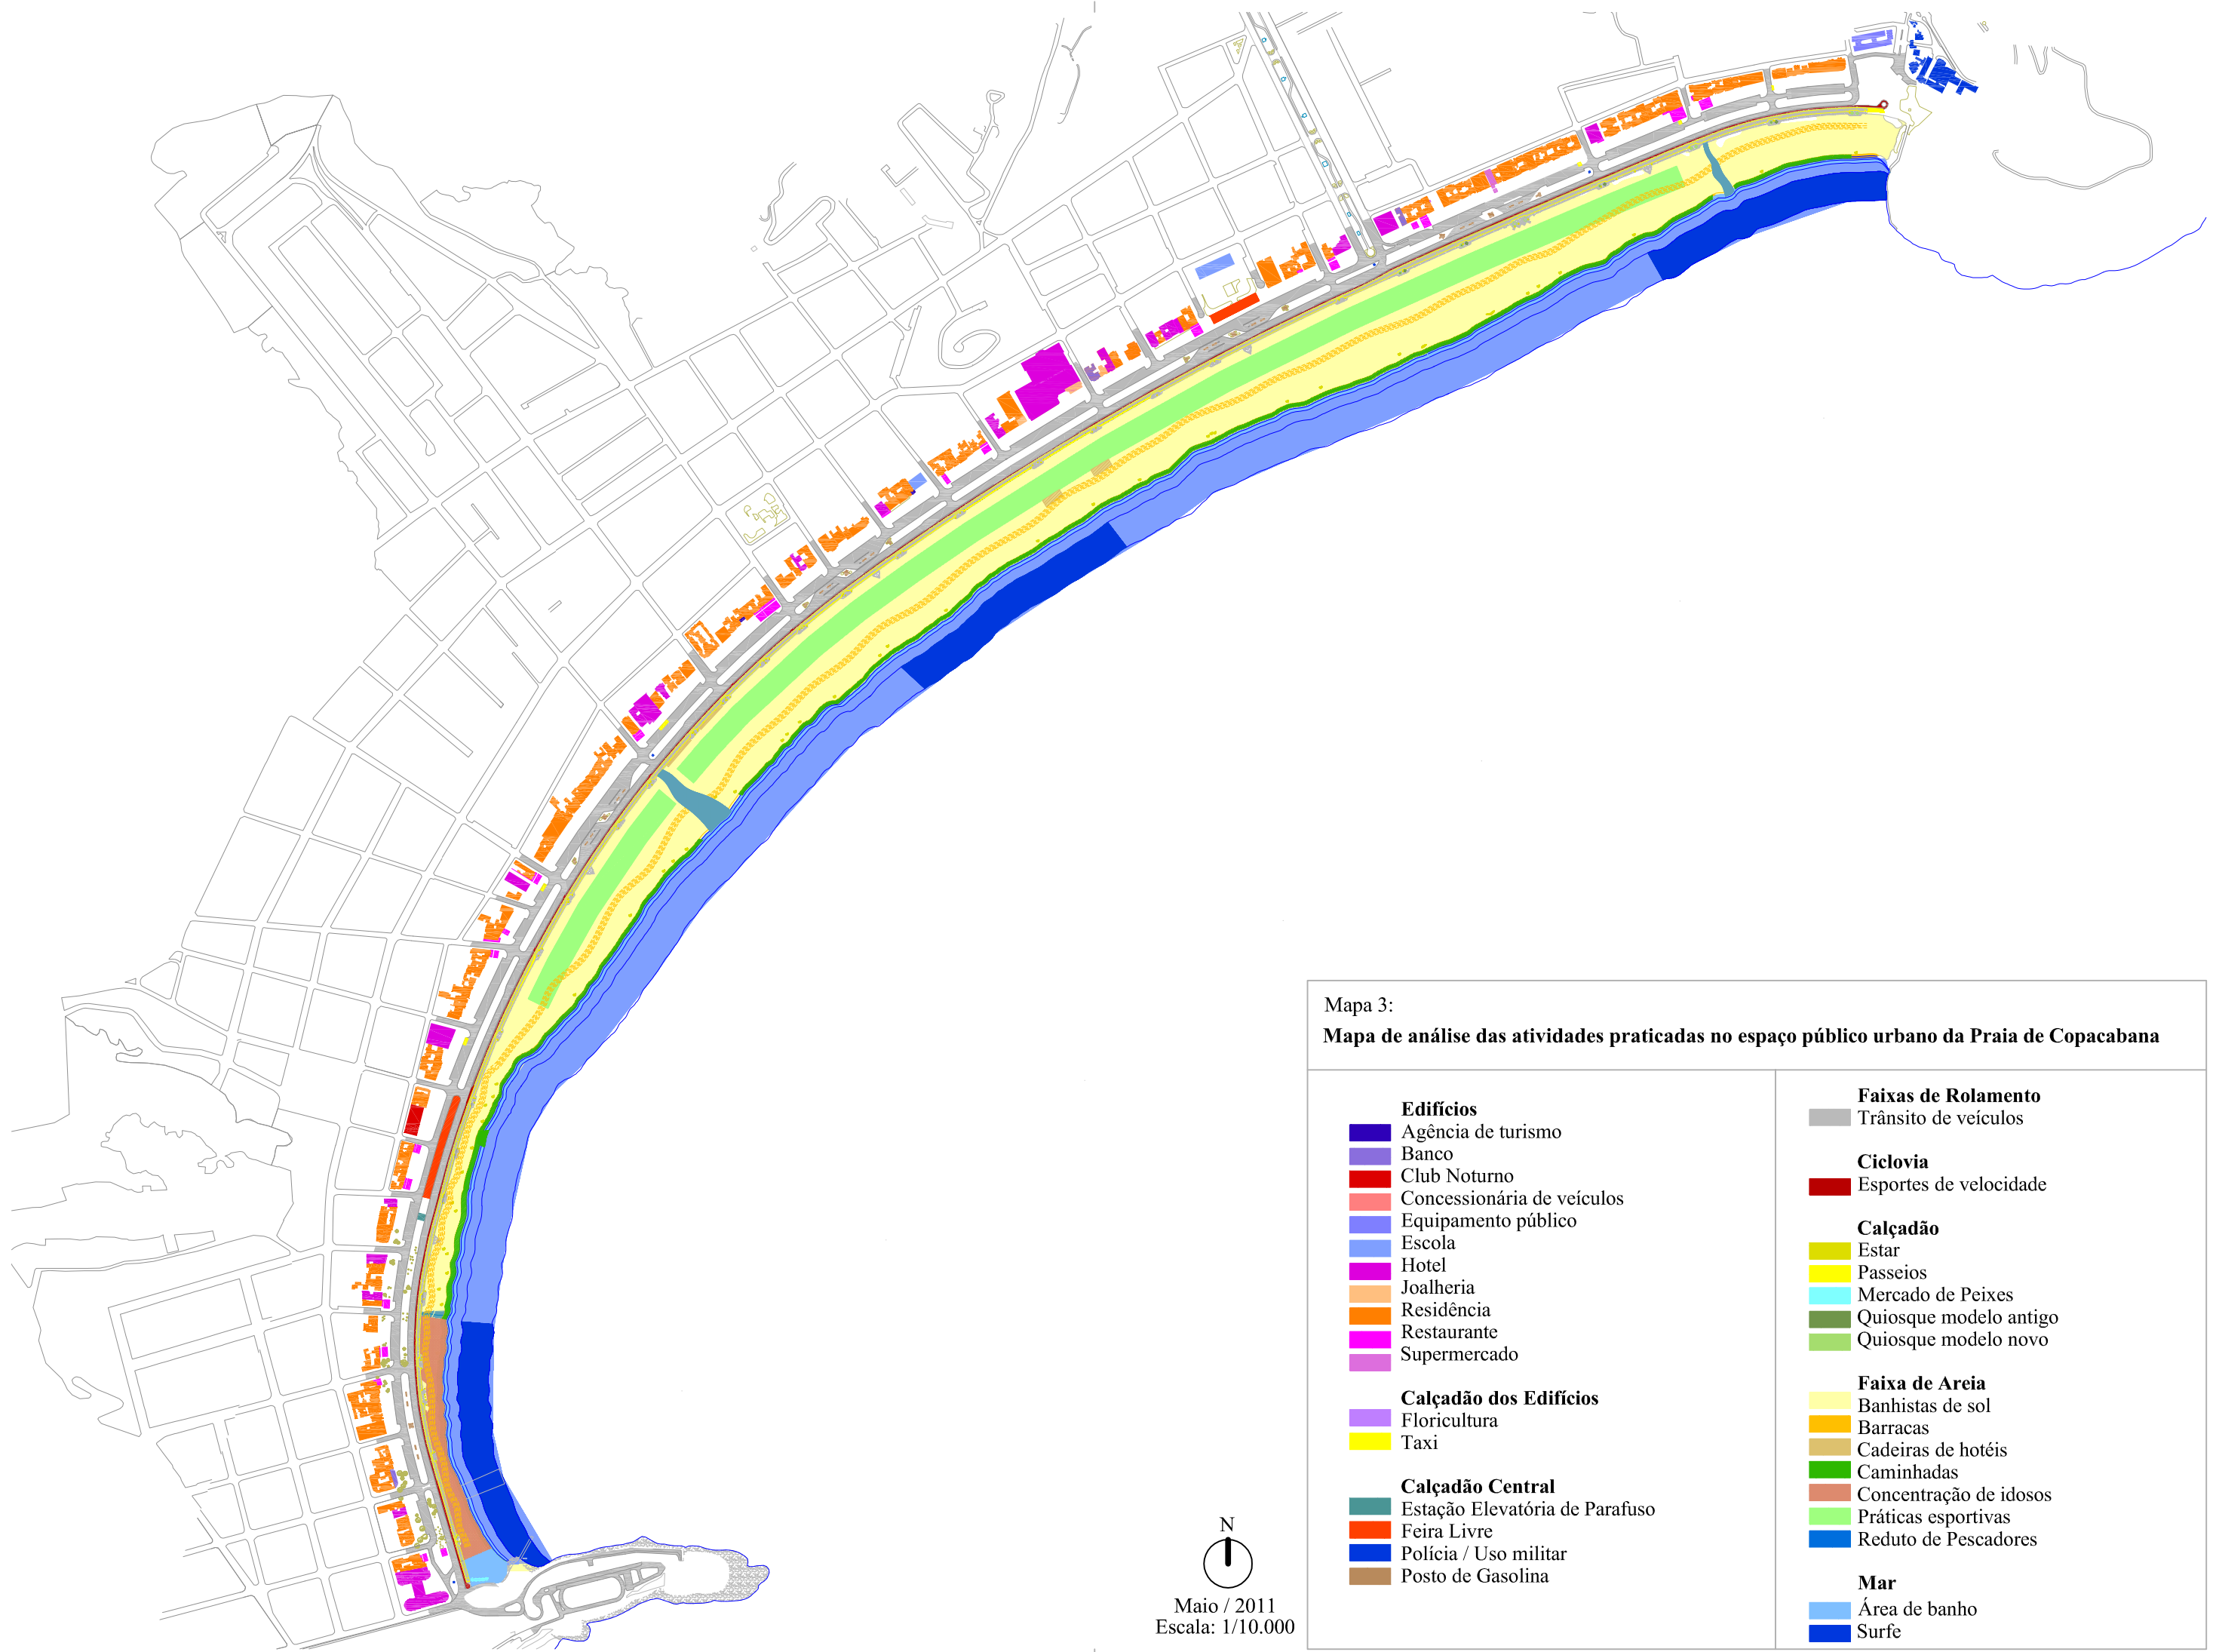 Mapa 3:
Mapa de análise das atividades praticadas no espaço público urbano da Praia de Copacabana
Edifícios
Agência de turismo
Banco
Club Noturno
Concessionária de veículos
Equipamento público
Escola
Hotel
Joalheria
Residência
Restaurante
Supermercado
Calçadão dos Edifícios
Floricultura
Taxi
Calçadão Central
Estação Elevatória de Parafuso
Feira Livre
Polícia / Uso militar
Posto de Gasolina
Faixas de Rolamento
Trânsito de veículos
Ciclovia
Esportes de velocidade
Calçadão
Estar
Passeios
Mercado de Peixes
Quiosque modelo antigo
Quiosque modelo novo
Faixa de Areia
Banhistas de sol
Barracas
Cadeiras de hotéis
Caminhadas
Concentração de idosos
Práticas esportivas
Reduto de Pescadores
Mar
Área de banho
Surfe
N
Maio / 2011
Escala: 1/10.000